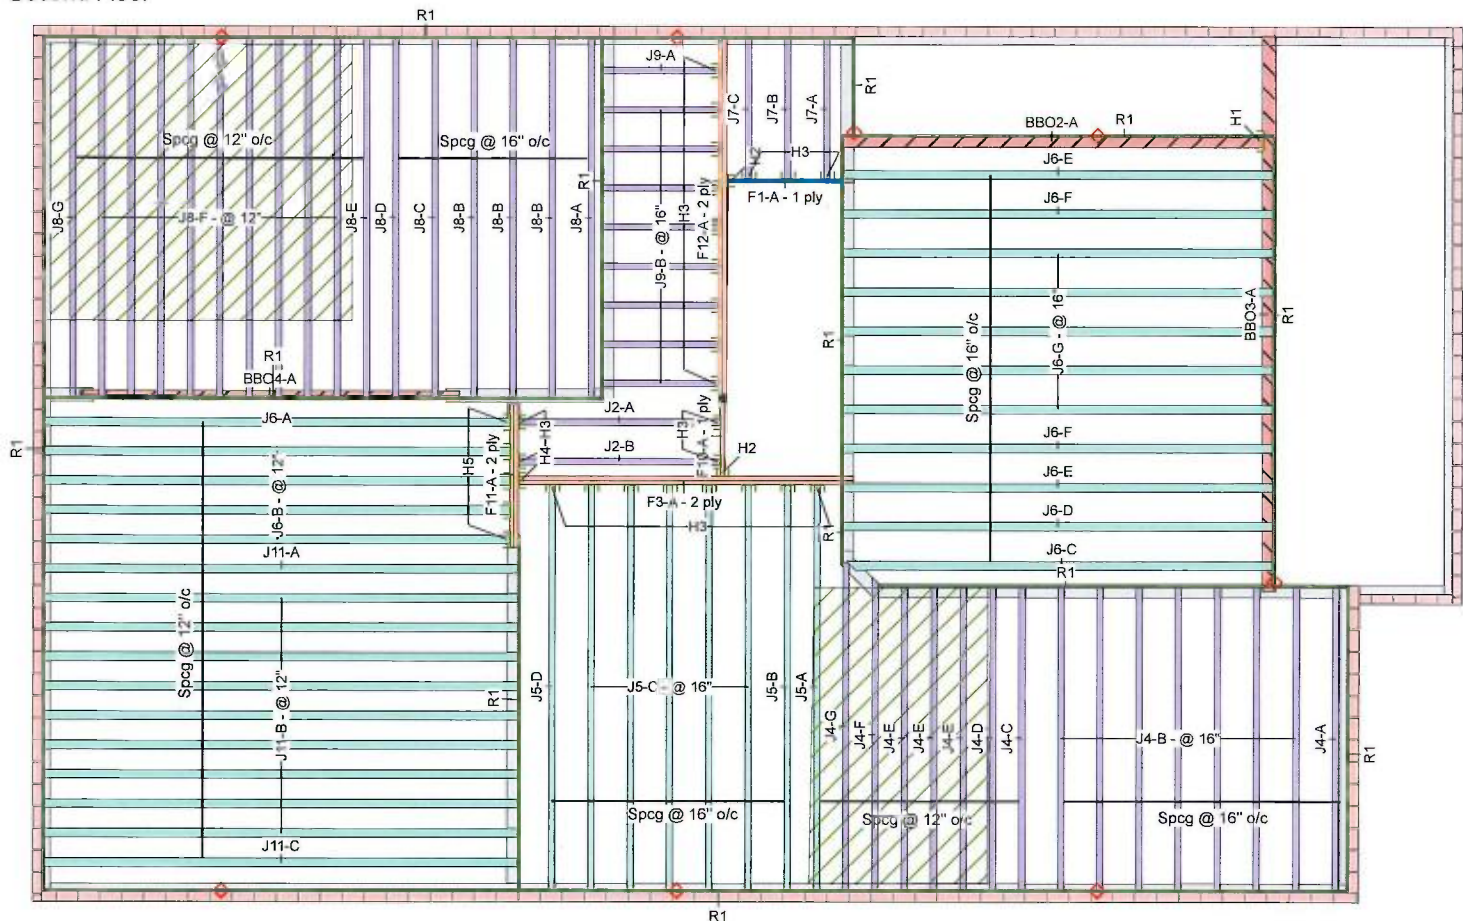 R1
J9-A
J7-C
J7-B
J7-A
R1
BBO2-A
R1
H1
Spcg @ 12" o/c
Spcg @ 16" o/c
R1
H2
H3
J6-E
F1-A - 1 ply
J8-G
J8-F - @ 12"
J8-E
J8-D
J8-C
J8-B
J8-B
J8-B
J8-A
J9-B - @ 16"
H3
F12-A - 2 ply
J6-F
R1
Spcg @ 16" o/c
J6-G - @ 16"
BBO3-A
R1
R1
BBO4-A
J6-A
J2-A
R1
H5
F11-A - 2 ply
H4
H3
J2-B
H3
F10-A - 1 ply
H2
J6-F
J6-B - @ 12"
J6-E
F3-A - 2 ply
H3
R1
J6-D
J11-A
J6-C
R1
Spcg @ 12" o/c
J11-B - @ 12"
R1
J5-D
J5-C - @ 16"
J5-B
J5-A
J4-G
J4-F
J4-E
J4-E
J4-E
J4-D
J4-C
J4-B - @ 16"
J4-A
R1
Spcg @ 16" o/c
Spcg @ 12" o/c
Spcg @ 16" o/c
J11-C
R1